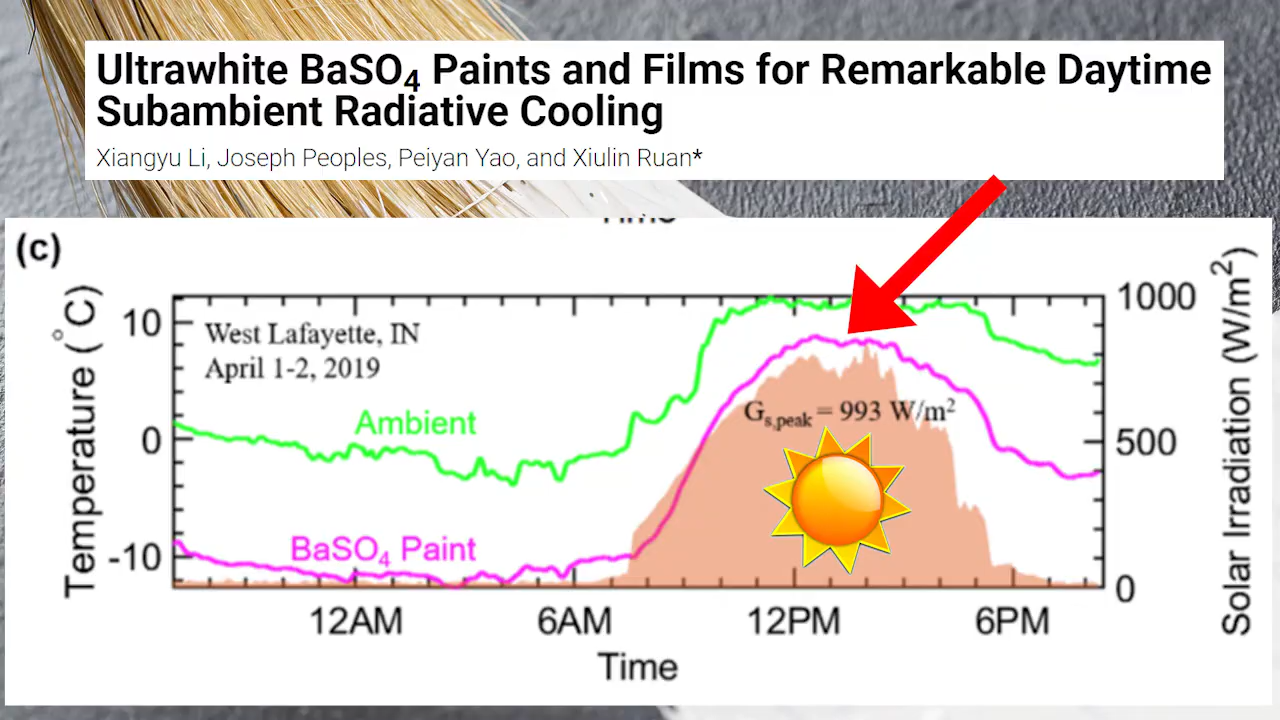 Ultrawhite BaSO₄ Paints and Films for Remarkable Daytime
Subambient Radiative Cooling
Xiangyu Li, Joseph Peoples, Peiyan Yao, and Xiulin Ruan*
Time
(c)
Temperature (°C)
10
0
-10
West Lafayette, IN
April 1-2, 2019
Ambient
BaSO₄ Paint
Gs,peak = 993 W/m²
1000
500
0
Solar Irradiation (W/m²)
12AM 6AM 12PM 6PM
Time